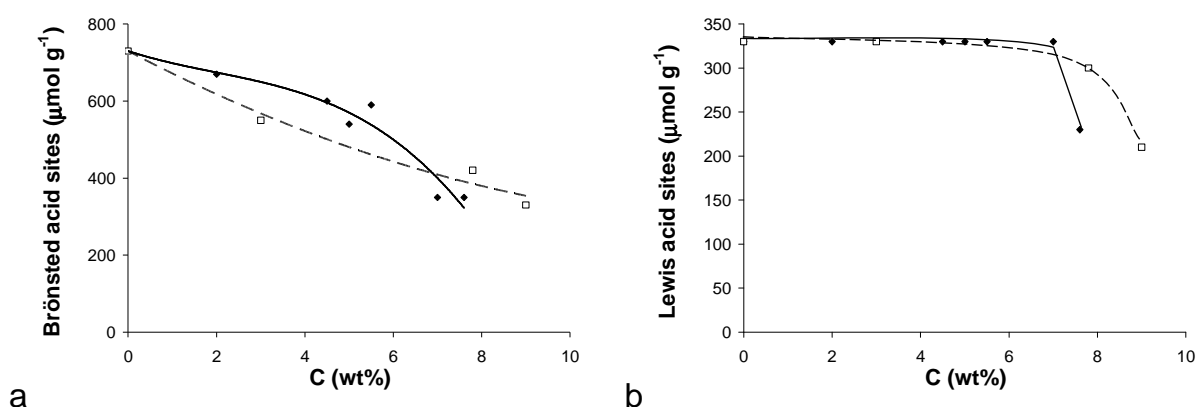 800
600
400
200
0
0 2 4 6 8 10
Brönsted acid sites (μmol g-1)
C (wt%)
a
350
300
250
200
150
100
50
0
0 2 4 6 8 10
Lewis acid sites (μmol g-1)
C (wt%)
b